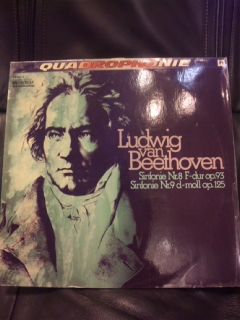 QUADROPHONIE
Ludwig
van
Beethoven
Sinfonie Nr.8 F-dur op.93
Sinfonie Nr.9 d-moll op.125